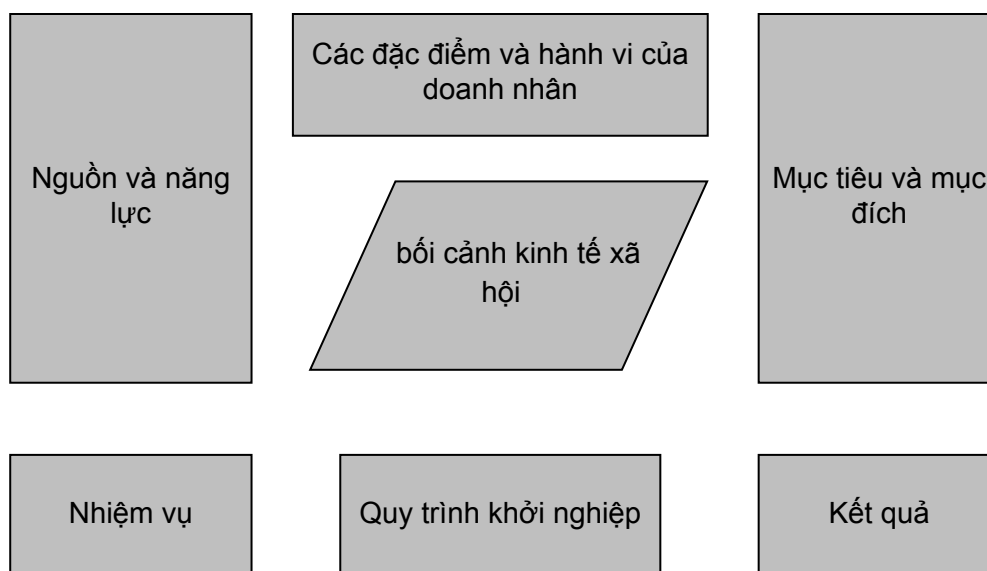 Các đặc điểm và hành vi của
doanh nhân
Nguồn và năng
lực
Mục tiêu và mục
đích
bối cảnh kinh tế xã
hội
Nhiệm vụ
Quy trình khởi nghiệp
Kết quả